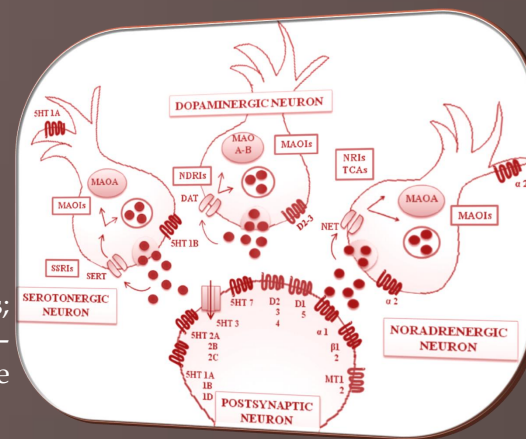 DOPAMINERGIC NEURON
5HT 1A
MAO
A-B
MAOIs
NDRIs
DAT
D2-3
NRIs
TCAs
MAOA
MAOIs
NET
α 2
α 2
MAOA
MAOIs
5HT 1B
SSRIs
SERT
SEROTONERGIC
NEURON
NORADRENERGIC
NEURON
5HT 7
D2
3
4
D1
5
α 1
β1
2
MT1
2
5HT 3
5HT 2A
2B
2C
5HT 1A
1B
1D
POSTSYNAPTIC
NEURON
s;
–
e